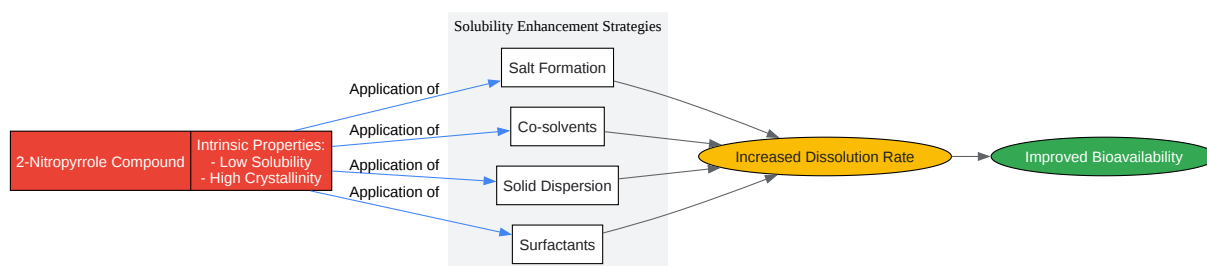 Solubility Enhancement Strategies
2-Nitropyrrole Compound
Intrinsic Properties:
- Low Solubility
- High Crystallinity
Application of
Application of
Application of
Application of
Salt Formation
Co-solvents
Solid Dispersion
Surfactants
Increased Dissolution Rate
Improved Bioavailability